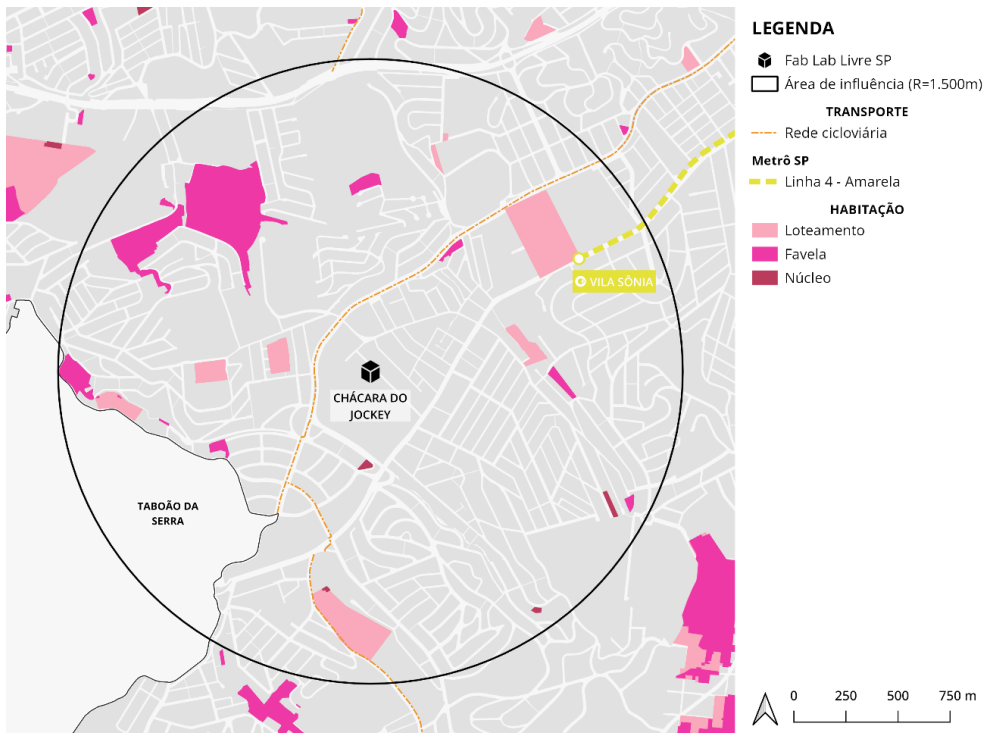 LEGENDA
Fab Lab Livre SP
Área de influência (R=1.500m)
TRANSPORTE
Rede cicloviária
Metrô SP
Linha 4 - Amarela
HABITAÇÃO
Loteamento
Favela
Núcleo
VILA SÔNIA
CHÁCARA DO
JOCKEY
TABOÃO DA
SERRA
0 250 500 750 m